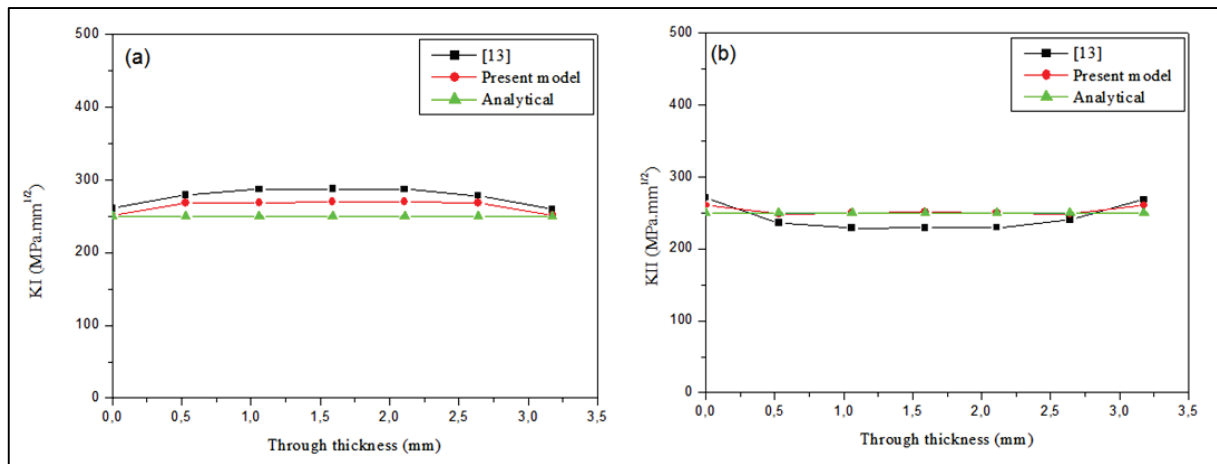 (a)
[13]
Present model
Analytical
500
400
300
200
100
0
KI (MPa.mm1/2)
0,0 0,5 1,0 1,5 2,0 2,5 3,0 3,5
Through thickness (mm)
(b)
[13]
Present model
Analytical
500
400
300
200
100
0
KII (MPa.mm1/2)
0,0 0,5 1,0 1,5 2,0 2,5 3,0 3,5
Through thickness (mm)